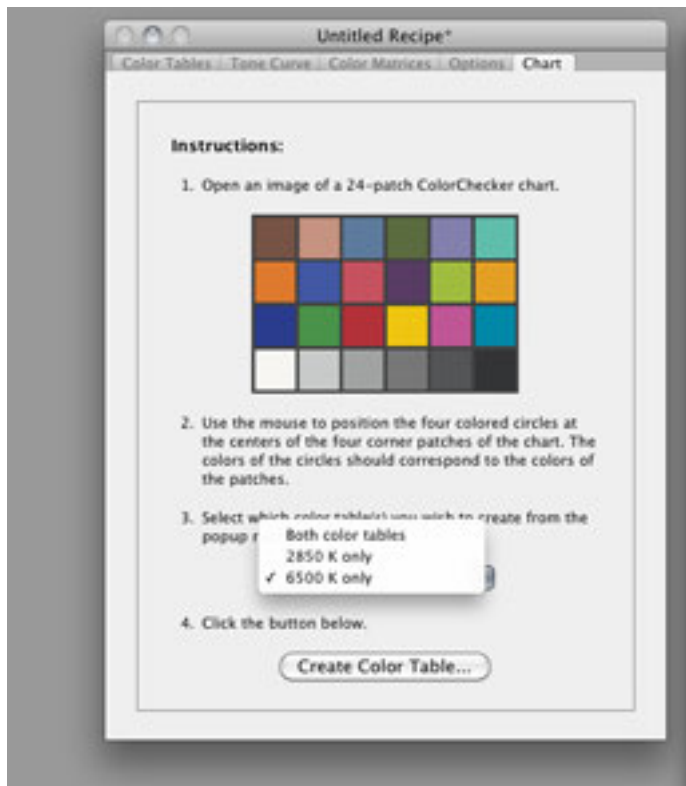 Untitled Recipe*
Color Tables Tone Curve Color Matrices Options Chart
Instructions:
1. Open an image of a 24-patch ColorChecker chart.
2. Use the mouse to position the four colored circles at
the centers of the four corner patches of the chart. The
colors of the circles should correspond to the colors of
the patches.
3. Select which color table(s) you wish to create from the
popup
Both color tables
2850 K only
✓ 6500 K only
4. Click the button below.
Create Color Table...